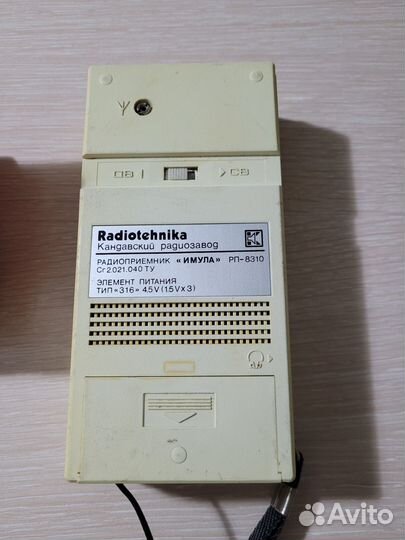 ДВ
СВ
Radiotehnika
Кандавский радиозавод
РАДИОПРИЕМНИК «ИМУЛА» РП-8310
Сг2.021.040 ТУ
ЭЛЕМЕНТ ПИТАНИЯ
ТИП «316» 4,5V (1,5V x 3)
Avito